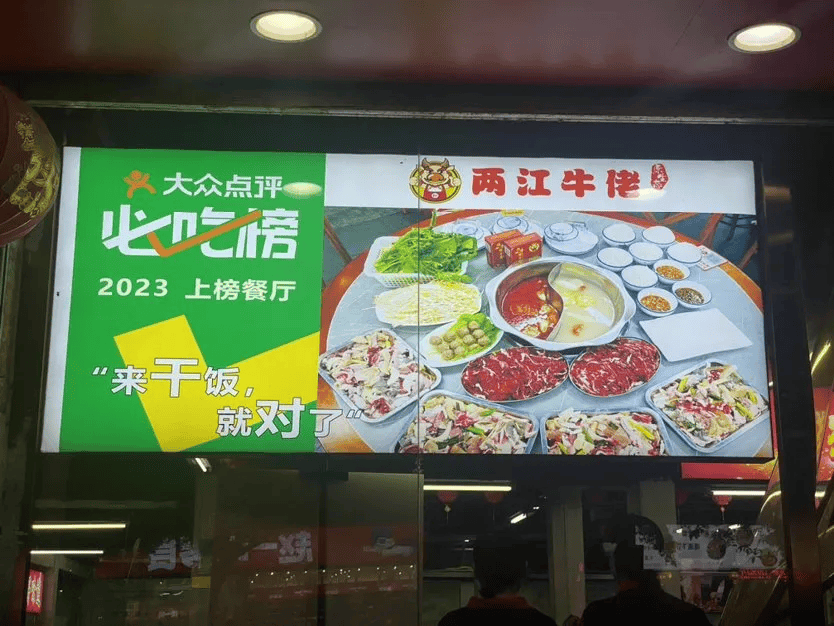 大众点评
必吃榜
2023 上榜餐厅
“来干饭，
就对了“
两江牛佬